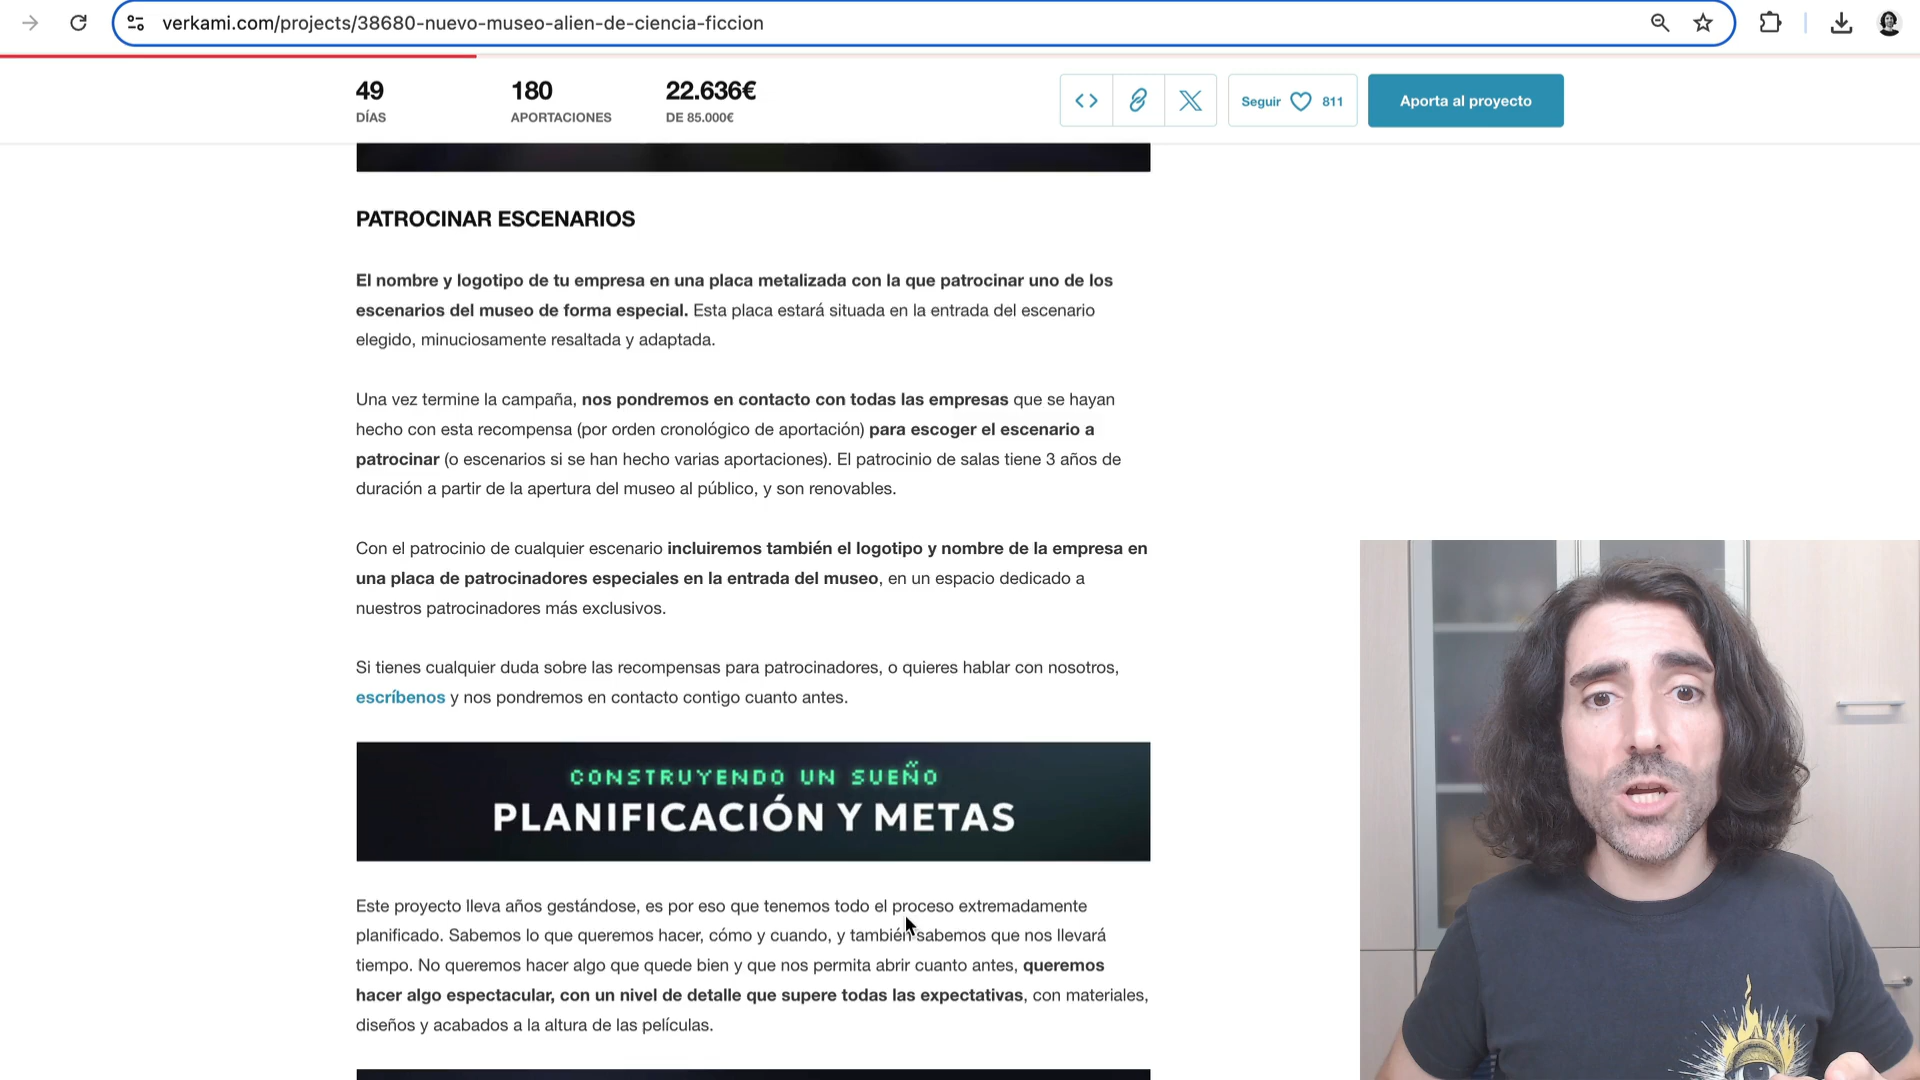 verkami.com/projects/38680-nuevo-museo-alien-de-ciencia-ficcion
49
DÍAS
180
APORTACIONES
22.636€
DE 85.000€
Seguir
811
Aporta al proyecto
PATROCINAR ESCENARIOS
El nombre y logotipo de tu empresa en una placa metalizada con la que patrocinar uno de los
escenarios del museo de forma especial. Esta placa estará situada en la entrada del escenario
elegido, minuciosamente resaltada y adaptada.
Una vez termine la campaña, nos pondremos en contacto con todas las empresas que se hayan
hecho con esta recompensa (por orden cronológico de aportación) para escoger el escenario a
patrocinar (o escenarios si se han hecho varias aportaciones). El patrocinio de salas tiene 3 años de
duración a partir de la apertura del museo al público, y son renovables.
Con el patrocinio de cualquier escenario incluiremos también el logotipo y nombre de la empresa en
una placa de patrocinadores especiales en la entrada del museo, en un espacio dedicado a
nuestros patrocinadores más exclusivos.
Si tienes cualquier duda sobre las recompensas para patrocinadores, o quieres hablar con nosotros,
escríbenos y nos pondremos en contacto contigo cuanto antes.
CONSTRUYENDO UN SUEÑO
PLANIFICACIÓN Y METAS
Este proyecto lleva años gestándose, es por eso que tenemos todo el proceso extremadamente
planificado. Sabemos lo que queremos hacer, cómo y cuando, y también sabemos que nos llevará
tiempo. No queremos hacer algo que quede bien y que nos permita abrir cuanto antes, queremos
hacer algo espectacular, con un nivel de detalle que supere todas las expectativas, con materiales,
diseños y acabados a la altura de las películas.